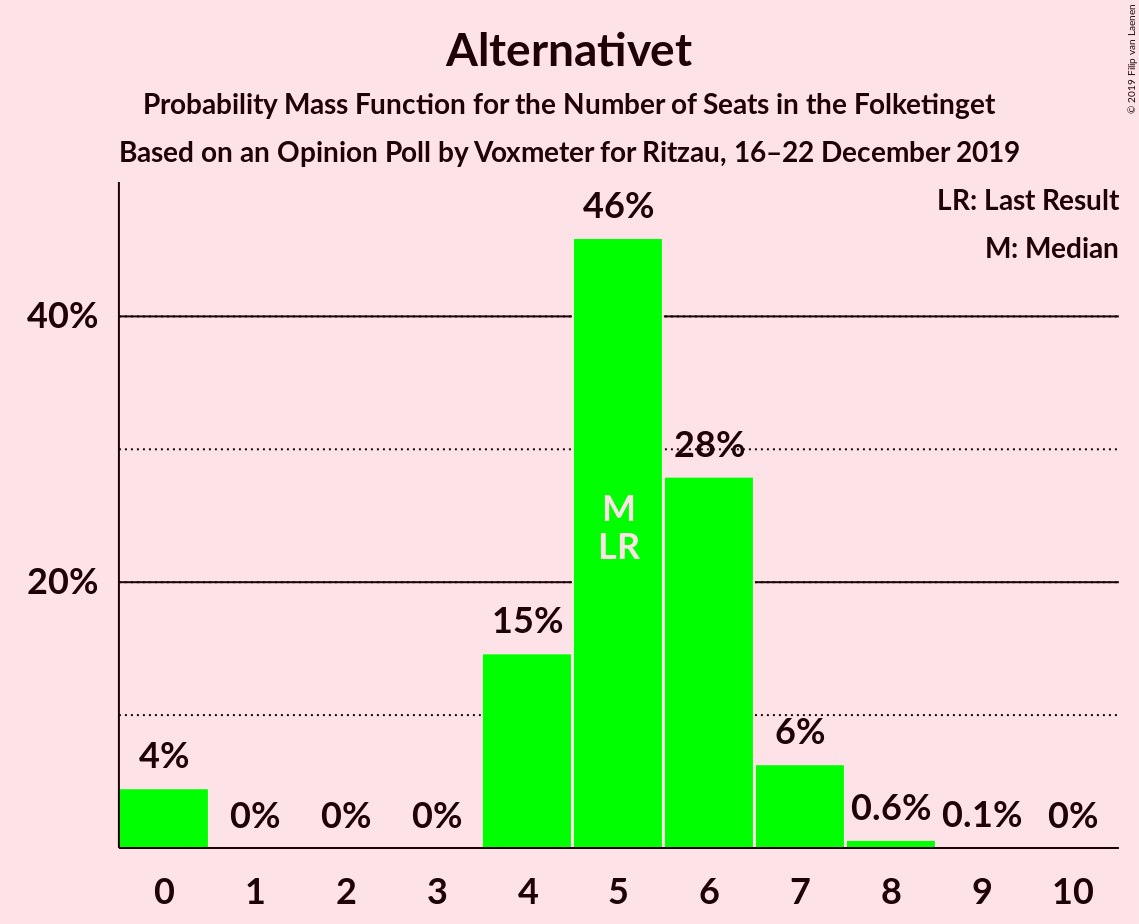 Alternativet
Probability Mass Function for the Number of Seats in the Folketinget
Based on an Opinion Poll by Voxmeter for Ritzau, 16–22 December 2019
© 2019 Filip van Laenen
LR: Last Result
M: Median
40%
20%
4%
0%
0%
0%
15%
46%
28%
6%
0.6%
0.1%
0%
M
LR
0 1 2 3 4 5 6 7 8 9 10